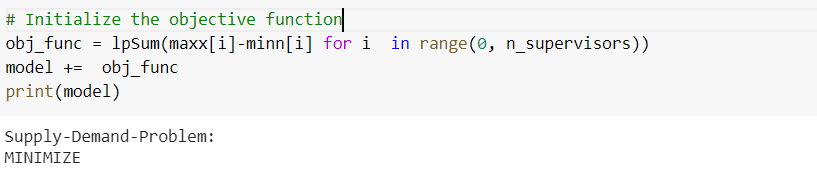 # Initialize the objective function
obj_func = lpSum(maxx[i]-minn[i] for i  in range(0, n_supervisors))
model +=  obj_func
print(model)
Supply-Demand-Problem:
MINIMIZE